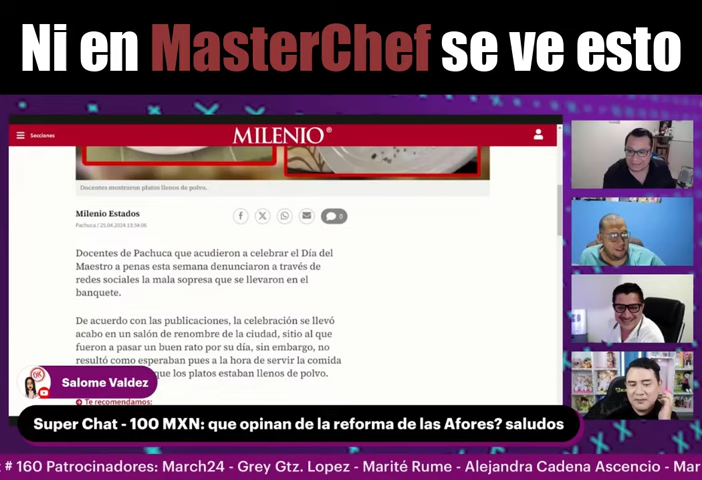 Ni en MasterChef se ve esto
Secciones
MILENIO
Docentes mostraron platos llenos de polvo.
Milenio Estados
Pachuca / 25.04.2024 13:34:06
0
Docentes de Pachuca que acudieron a celebrar el Día del
Maestro a penas esta semana denunciaron a través de
redes sociales la mala sopresa que se llevaron en el
banquete.
De acuerdo con las publicaciones, la celebración se llevó
acabo en un salón de renombre de la ciudad, sitio al que
fueron a pasar un buen rato por su día, sin embargo, no
resultó como esperaban pues a la hora de servir la comida
que los platos estaban llenos de polvo.
Te recomendamos:
Salome Valdez
Super Chat - 100 MXN: que opinan de la reforma de las Afores? saludos
# 160 Patrocinadores: March24 - Grey Gtz. Lopez - Marité Rume - Alejandra Cadena Ascencio - Mar